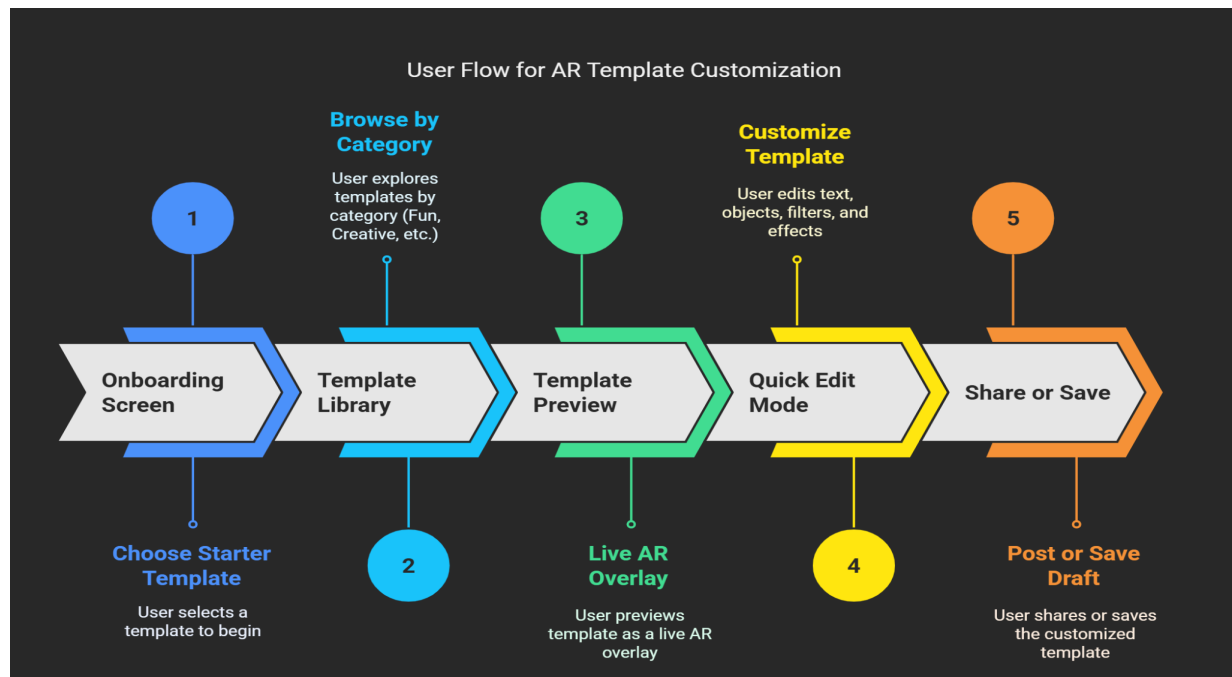 User Flow for AR Template Customization
Browse by
Category
User explores
templates by
category (Fun,
Creative, etc.)
Customize
Template
User edits text,
objects, filters, and
effects
1
3
5
Onboarding
Screen
Template
Library
Template
Preview
Quick Edit
Mode
Share or Save
Choose Starter
Template
User selects a
template to begin
2
Live AR
Overlay
User previews
template as a live AR
overlay
4
Post or Save
Draft
User shares or saves
the customized
template